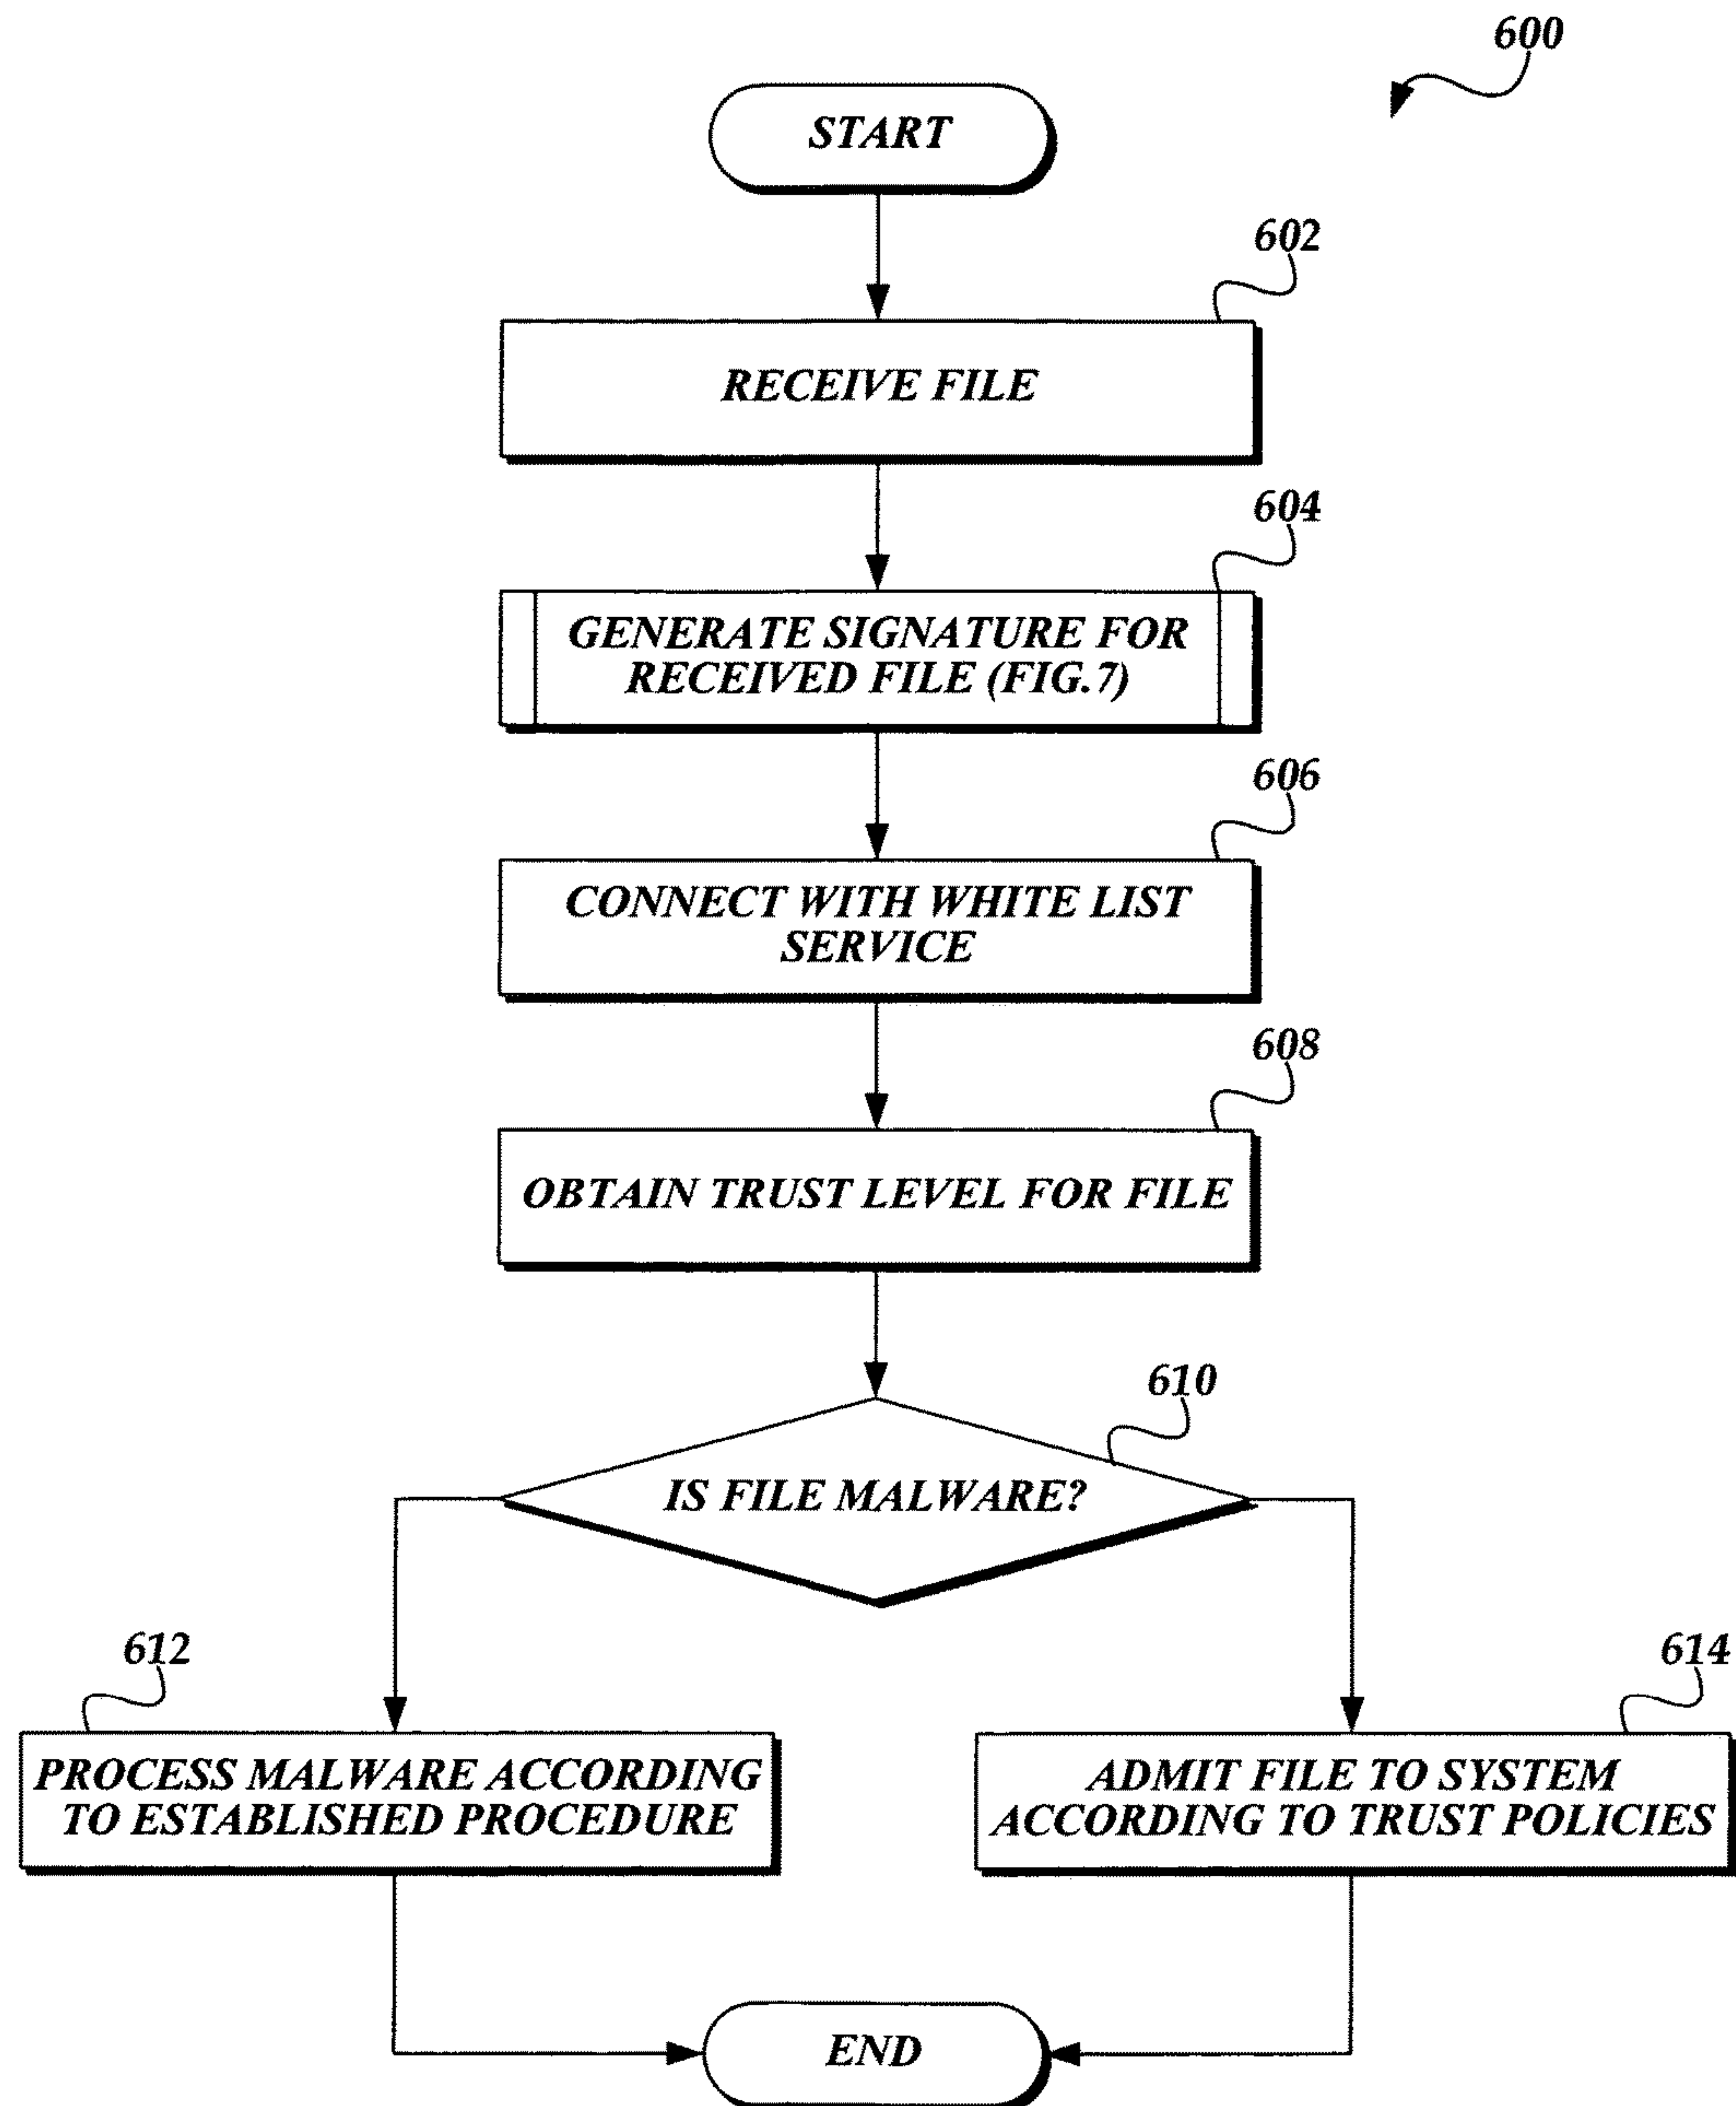 600
START
602
RECEIVE FILE
604
GENERATE SIGNATURE FOR
RECEIVED FILE (FIG.7)
606
CONNECT WITH WHITE LIST
SERVICE
608
OBTAIN TRUST LEVEL FOR FILE
610
IS FILE MALWARE?
612
PROCESS MALWARE ACCORDING
TO ESTABLISHED PROCEDURE
614
ADMIT FILE TO SYSTEM
ACCORDING TO TRUST POLICIES
END